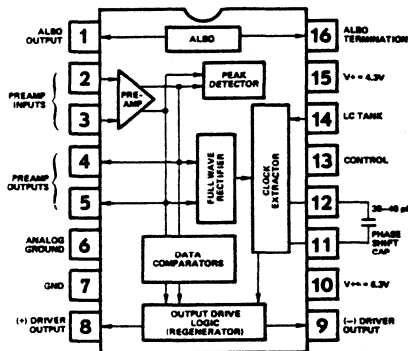 ALBO
OUTPUT
1
ALBO
16
ALBO
TERMINATION
PREAMP
INPUTS
2
3
PRE-
AMP
PEAK
DETECTOR
15
V+ = 4.3V
14
LC TANK
PREAMP
OUTPUTS
4
5
FULL WAVE
RECTIFIER
CLOCK
EXTRACTOR
13
CONTROL
12
11
PHASE
SHIFT
CAP
ANALOG
GROUND
6
DATA
COMPARATORS
GND
7
10
V++ = 6.3V
(+) DRIVER
OUTPUT
8
OUTPUT DRIVE
LOGIC
(REGENERATOR)
9
(—) DRIVER
OUTPUT